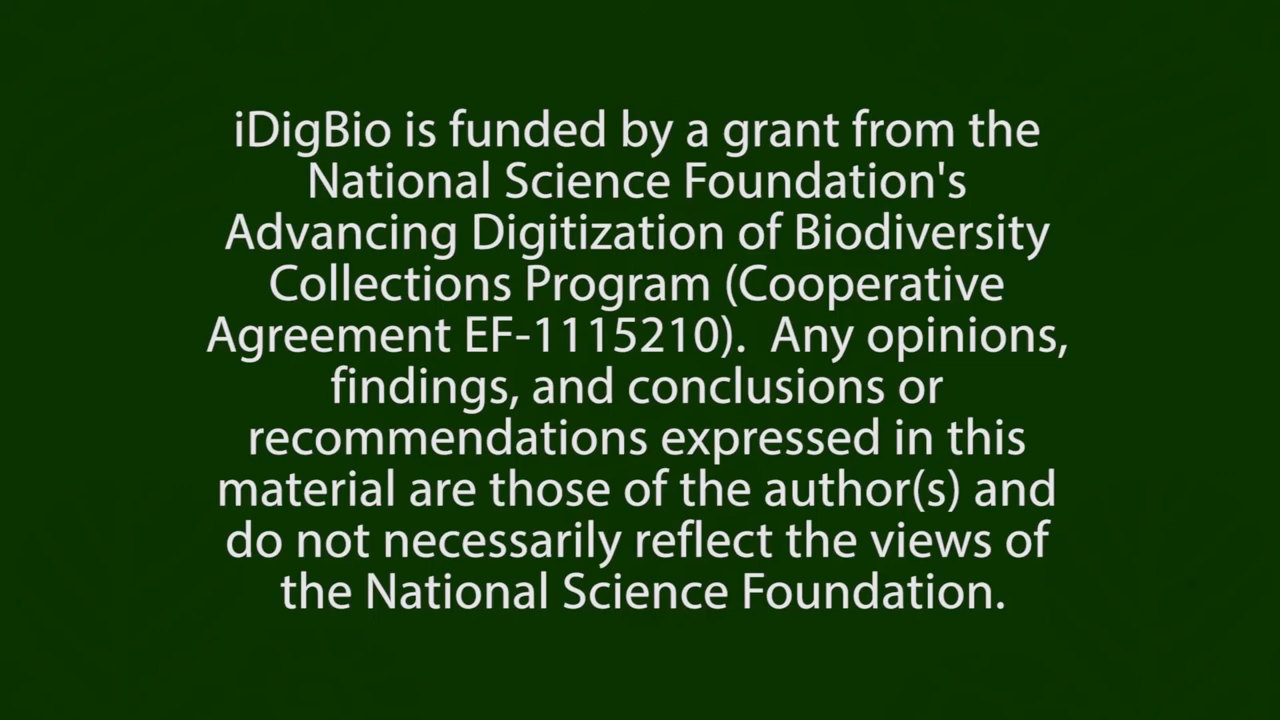 iDigBio is funded by a grant from the
National Science Foundation's
Advancing Digitization of Biodiversity
Collections Program (Cooperative
Agreement EF-1115210).  Any opinions,
findings, and conclusions or
recommendations expressed in this
material are those of the author(s) and
do not necessarily reflect the views of
the National Science Foundation.